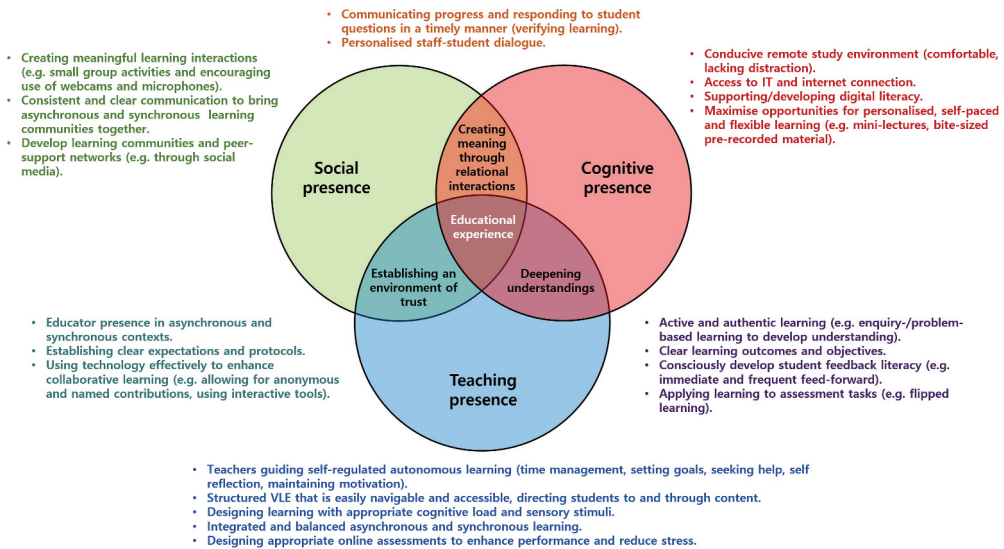 • Communicating progress and responding to student
questions in a timely manner (verifying learning).
• Personalised staff-student dialogue.
• Creating meaningful learning interactions
(e.g. small group activities and encouraging
use of webcams and microphones).
• Consistent and clear communication to bring
asynchronous and synchronous learning
communities together.
• Develop learning communities and peer-
support networks (e.g. through social
media).
• Conducive remote study environment (comfortable,
lacking distraction).
• Access to IT and internet connection.
• Supporting/developing digital literacy.
• Maximise opportunities for personalised, self-paced
and flexible learning (e.g. mini-lectures, bite-sized
pre-recorded material).
Social
presence
Creating
meaning
through
relational
interactions
Cognitive
presence
Educational
experience
Establishing an
environment of
trust
Deepening
understandings
Teaching
presence
• Educator presence in asynchronous and
synchronous contexts.
• Establishing clear expectations and protocols.
• Using technology effectively to enhance
collaborative learning (e.g. allowing for anonymous
and named contributions, using interactive tools).
• Active and authentic learning (e.g. enquiry-/problem-
based learning to develop understanding).
• Clear learning outcomes and objectives.
• Consciously develop student feedback literacy (e.g.
immediate and frequent feed-forward).
• Applying learning to assessment tasks (e.g. flipped
learning).
• Teachers guiding self-regulated autonomous learning (time management, setting goals, seeking help, self
reflection, maintaining motivation).
• Structured VLE that is easily navigable and accessible, directing students to and through content.
• Designing learning with appropriate cognitive load and sensory stimuli.
• Integrated and balanced asynchronous and synchronous learning.
• Designing appropriate online assessments to enhance performance and reduce stress.